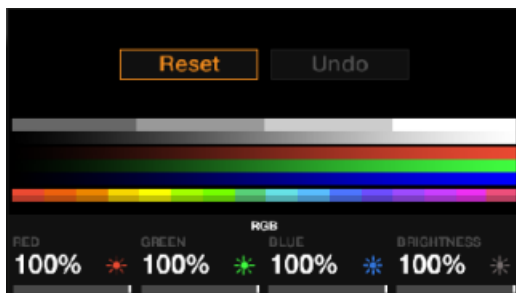 Reset Undo
RGB
RED GREEN BLUE BRIGHTNESS
100% 100% 100% 100%